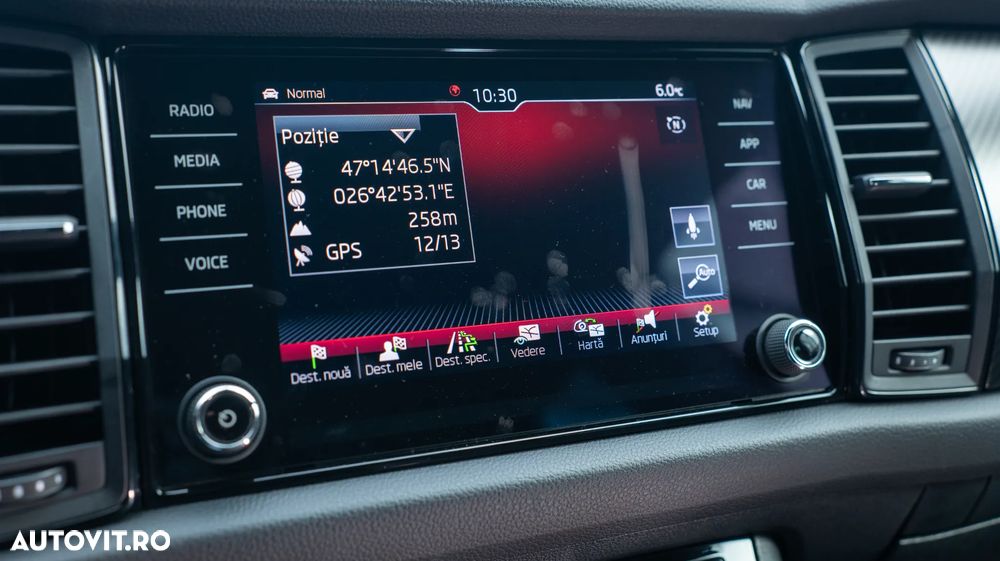 RADIO
MEDIA
PHONE
VOICE
Normal
10:30
6.0°C
Poziție
47°14'46.5"N
026°42'53.1"E
258m
GPS 12/13
N
Auto
Dest. nouă
Dest. mele
Dest. spec.
Vedere
Hartă
Anunțuri
Setup
NAV
APP
CAR
MENU
AUTOVIT.RO